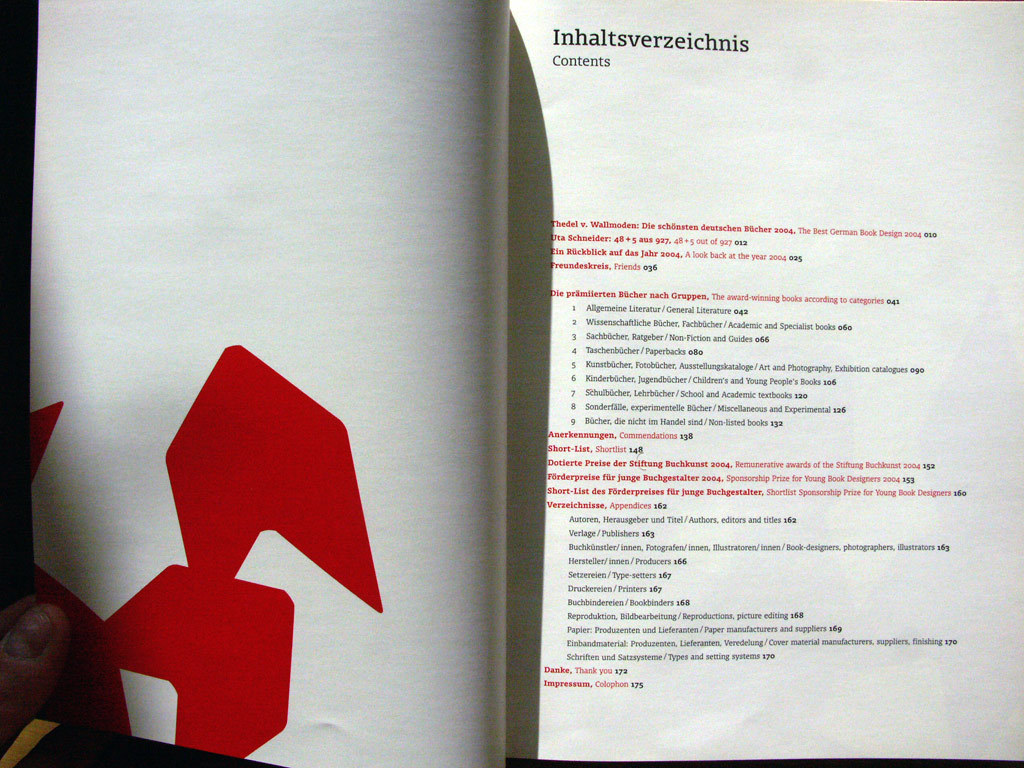 Inhaltsverzeichnis
Contents
Thedel v. Wallmoden: Die schönsten deutschen Bücher 2004, The Best German Book Design 2004 010
Uta Schneider: 48 + 5 aus 927, 48 + 5 out of 927 012
Ein Rückblick auf das Jahr 2004, A look back at the year 2004 025
Freundeskreis, Friends 036
Die prämiierten Bücher nach Gruppen, The award-winning books according to categories 041
1 Allgemeine Literatur / General Literature 042
2 Wissenschaftliche Bücher, Fachbücher / Academic and Specialist books 060
3 Sachbücher, Ratgeber / Non-Fiction and Guides 066
4 Taschenbücher / Paperbacks 080
5 Kunstbücher, Fotobücher, Ausstellungskataloge / Art and Photography, Exhibition catalogues 090
6 Kinderbücher, Jugendbücher / Children's and Young People's Books 106
7 Schulbücher, Lehrbücher / School and Academic textbooks 120
8 Sonderfälle, experimentelle Bücher / Miscellaneous and Experimental 126
9 Bücher, die nicht im Handel sind / Non-listed books 132
Anerkennungen, Commendations 138
Short-List, Shortlist 148
Dotierte Preise der Stiftung Buchkunst 2004, Remunerative awards of the Stiftung Buchkunst 2004 152
Förderpreise für junge Buchgestalter 2004, Sponsorship Prize for Young Book Designers 2004 153
Short-List des Förderpreises für junge Buchgestalter, Shortlist Sponsorship Prize for Young Book Designers 160
Verzeichnisse, Appendices 162
Autoren, Herausgeber und Titel / Authors, editors and titles 162
Verlage / Publishers 163
Buchkünstler/innen, Fotografen/innen, Illustratoren/innen / Book-designers, photographers, illustrators 163
Hersteller/innen / Producers 166
Setzereien / Type-setters 167
Druckereien / Printers 167
Buchbindereien / Bookbinders 168
Reproduktion, Bildbearbeitung / Reproductions, picture editing 168
Papier: Produzenten und Lieferanten / Paper manufacturers and suppliers 169
Einbandmaterial: Produzenten, Lieferanten, Veredelung / Cover material manufacturers, suppliers, finishing 170
Schriften und Satzsysteme / Types and setting systems 170
Danke, Thank you 172
Impressum, Colophon 175